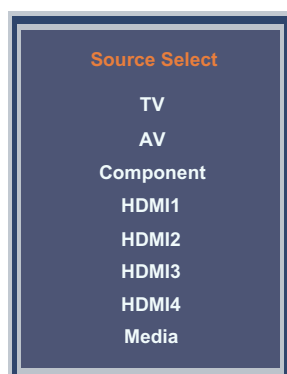 Source Select
TV
AV
Component
HDMI1
HDMI2
HDMI3
HDMI4
Media